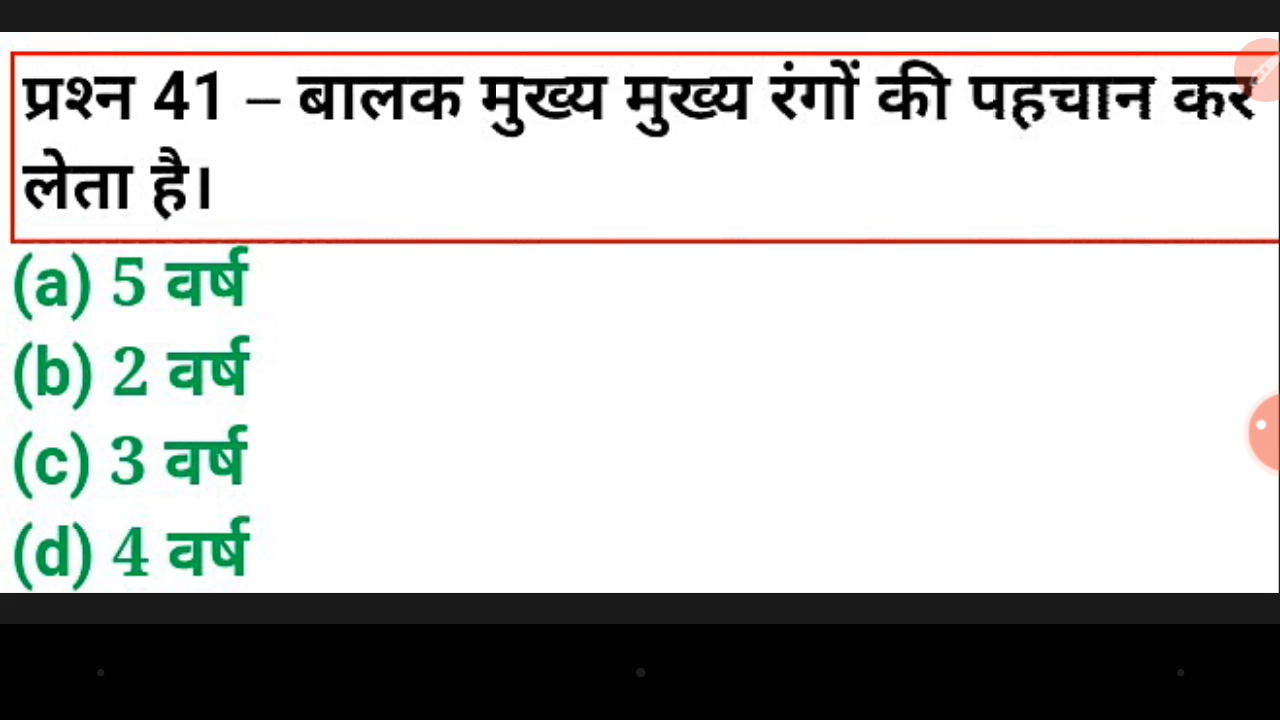 प्रश्न 41 – बालक मुख्य मुख्य रंगों की पहचान कर
लेता है।
(a) 5 वर्ष
(b) 2 वर्ष
(c) 3 वर्ष
(d) 4 वर्ष